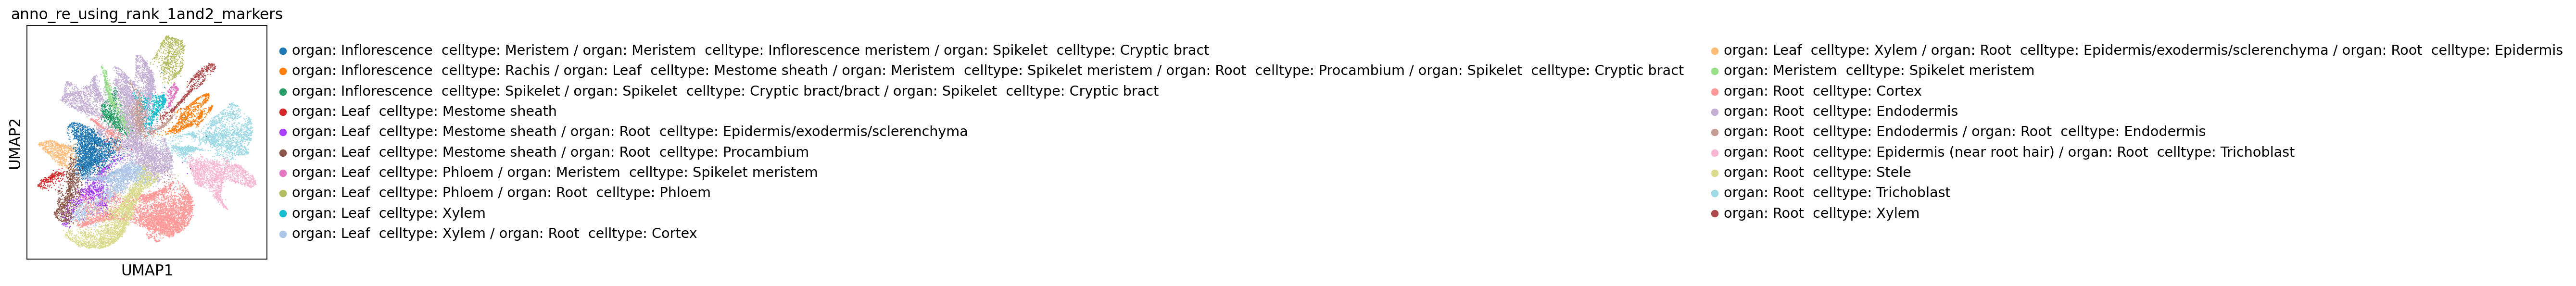 anno_re_using_rank_1and2_markers
UMAP2
UMAP1
organ: Inflorescence  celltype: Meristem / organ: Meristem  celltype: Inflorescence meristem / organ: Spikelet  celltype: Cryptic bract
organ: Inflorescence  celltype: Rachis / organ: Leaf  celltype: Mestome sheath / organ: Meristem  celltype: Spikelet meristem / organ: Root  celltype: Procambium / organ: Spikelet  celltype: Cryptic bract
organ: Inflorescence  celltype: Spikelet / organ: Spikelet  celltype: Cryptic bract/bract / organ: Spikelet  celltype: Cryptic bract
organ: Leaf  celltype: Mestome sheath
organ: Leaf  celltype: Mestome sheath / organ: Root  celltype: Epidermis/exodermis/sclerenchyma
organ: Leaf  celltype: Mestome sheath / organ: Root  celltype: Procambium
organ: Leaf  celltype: Phloem / organ: Meristem  celltype: Spikelet meristem
organ: Leaf  celltype: Phloem / organ: Root  celltype: Phloem
organ: Leaf  celltype: Xylem
organ: Leaf  celltype: Xylem / organ: Root  celltype: Cortex
organ: Leaf  celltype: Xylem / organ: Root  celltype: Epidermis/exodermis/sclerenchyma / organ: Root  celltype: Epidermis
organ: Meristem  celltype: Spikelet meristem
organ: Root  celltype: Cortex
organ: Root  celltype: Endodermis
organ: Root  celltype: Endodermis / organ: Root  celltype: Endodermis
organ: Root  celltype: Epidermis (near root hair) / organ: Root  celltype: Trichoblast
organ: Root  celltype: Stele
organ: Root  celltype: Trichoblast
organ: Root  celltype: Xylem